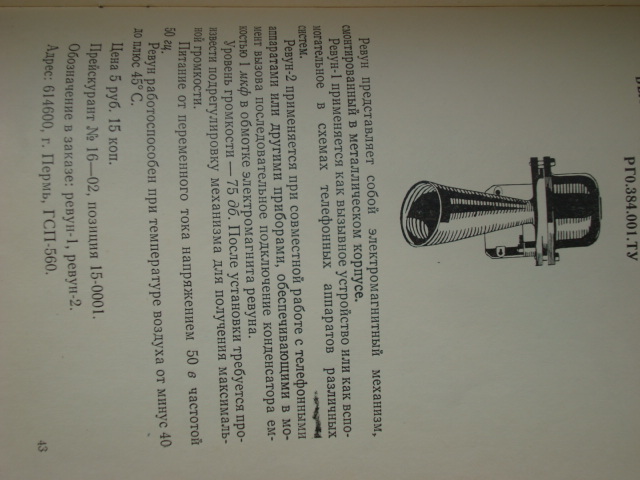 РГ0.384.001.ТУ
Ревун представляет собой электромагнитный механизм,
смонтированный в металлическом корпусе.
Ревун-1 применяется как вызывное устройство или как вспо-
могательное в схемах телефонных аппаратов различных
систем.
Ревун-2 применяется при совместной работе с телефонными
аппаратами или другими приборами, обеспечивающими в мо-
мент вызова последовательное подключение конденсатора ем-
костью 1 мкф в обмотке электромагнита ревуна.
Уровень громкости — 75 дб. После установки требуется про-
извести подрегулировку механизма для получения максималь-
ной громкости.
Питание от переменного тока напряжением 50 в частотой
50 гц.
Ревун работоспособен при температуре воздуха от минус 40
до плюс 45° С.
Цена 5 руб. 15 коп.
Прейскурант № 16—02, позиция 15-0001.
Обозначение в заказе: ревун-1, ревун-2.
Адрес: 614600, г. Пермь, ГСП-560.
43